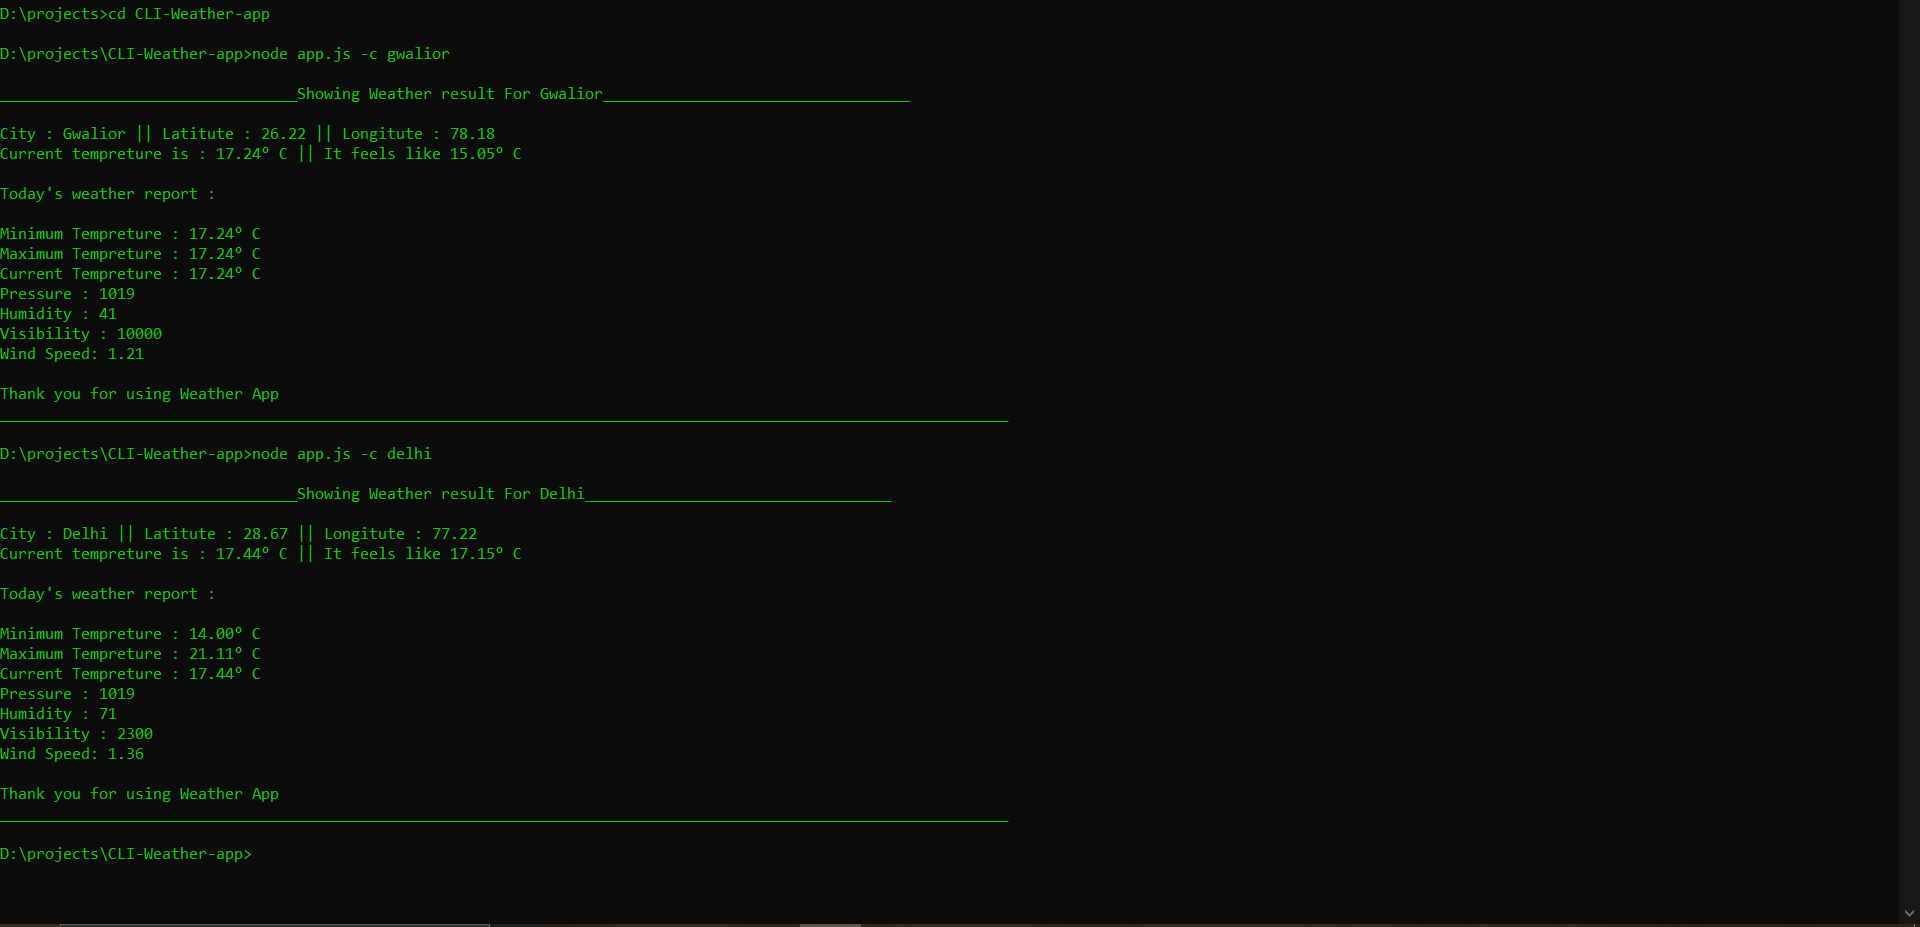 D:\projects>cd CLI-Weather-app
D:\projects\CLI-Weather-app>node app.js -c gwalior
_________________________________Showing Weather result For Gwalior__________________________________
City : Gwalior || Latitute : 26.22 || Longitute : 78.18
Current tempreture is : 17.24° C || It feels like 15.05° C
Today's weather report :
Minimum Tempreture : 17.24° C
Maximum Tempreture : 17.24° C
Current Tempreture : 17.24° C
Pressure : 1019
Humidity : 41
Visibility : 10000
Wind Speed: 1.21
Thank you for using Weather App
________________________________________________________________________________________________________________
D:\projects\CLI-Weather-app>node app.js -c delhi
_________________________________Showing Weather result For Delhi__________________________________
City : Delhi || Latitute : 28.67 || Longitute : 77.22
Current tempreture is : 17.44° C || It feels like 17.15° C
Today's weather report :
Minimum Tempreture : 14.00° C
Maximum Tempreture : 21.11° C
Current Tempreture : 17.44° C
Pressure : 1019
Humidity : 71
Visibility : 2300
Wind Speed: 1.36
Thank you for using Weather App
________________________________________________________________________________________________________________
D:\projects\CLI-Weather-app>